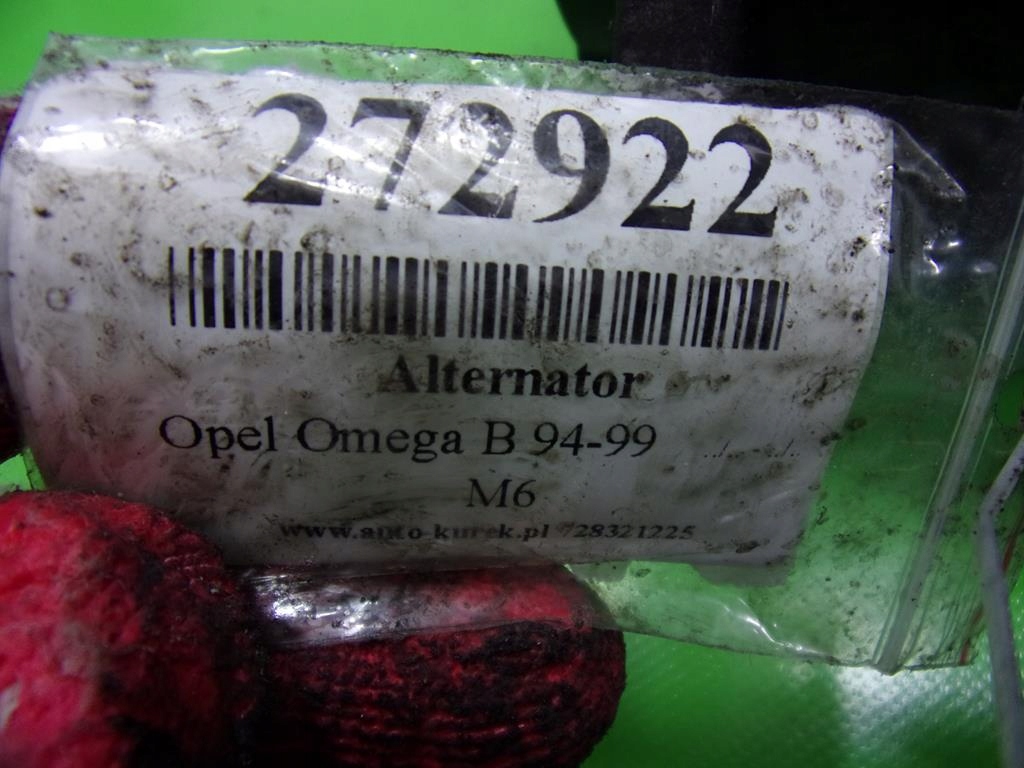 272922
Alternator
Opel Omega B 94-99
M6
www.auto-kurek.pl 728321225